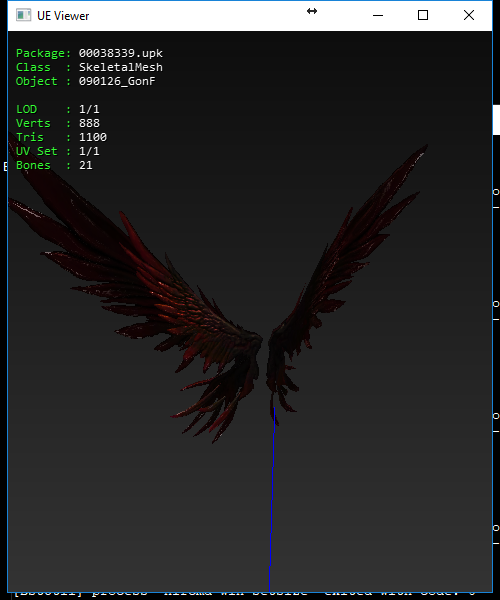 UE Viewer
Package: 00038339.upk
Class : SkeletalMesh
Object : 090126_GonF
LOD : 1/1
Verts : 888
Tris : 1100
UV Set : 1/1
Bones : 21